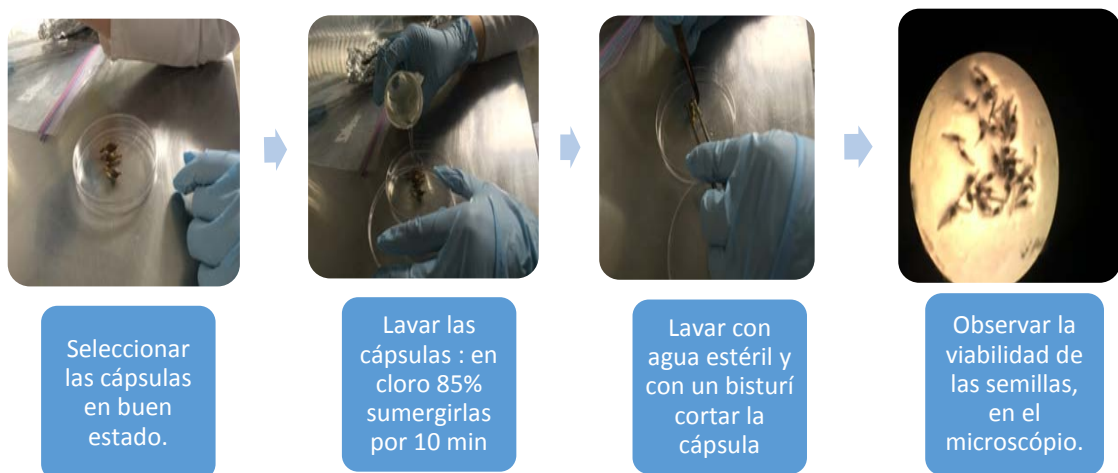 Seleccionar
las cápsulas
en buen
estado.
Lavar las
cápsulas : en
cloro 85%
sumergirlas
por 10 min
Lavar con
agua estéril y
con un bisturí
cortar la
cápsula
Observar la
viabilidad de
las semillas,
en el
microscópio.